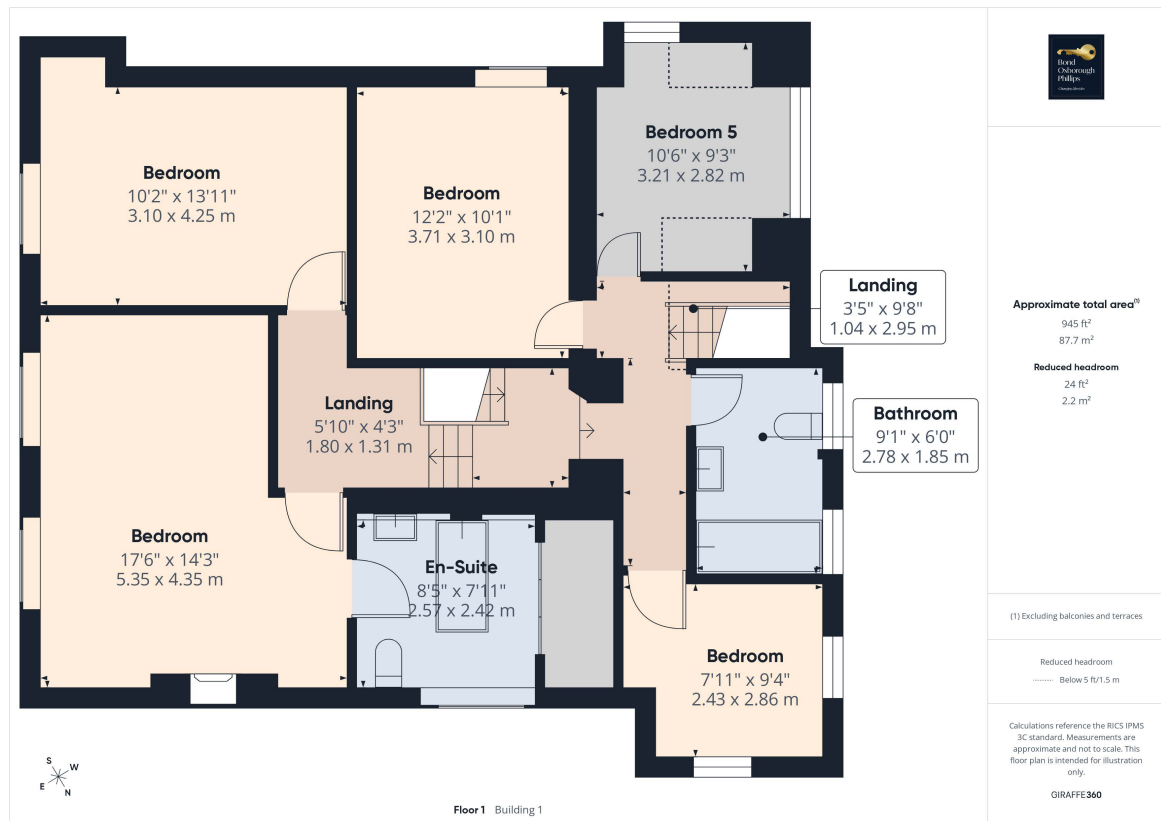 Bond
Osborough
Phillips
Changing Lifestyles
Bedroom
10'2" x 13'11"
3.10 x 4.25 m
Bedroom
12'2" x 10'1"
3.71 x 3.10 m
Bedroom 5
10'6" x 9'3"
3.21 x 2.82 m
Landing
3'5" x 9'8"
1.04 x 2.95 m
Landing
5'10" x 4'3"
1.80 x 1.31 m
Bathroom
9'1" x 6'0"
2.78 x 1.85 m
Bedroom
17'6" x 14'3"
5.35 x 4.35 m
En-Suite
8'5" x 7'11"
2.57 x 2.42 m
Bedroom
7'11" x 9'4"
2.43 x 2.86 m
S
W
E
N
Floor 1 Building 1
Approximate total area(1)
945 ft²
87.7 m²
Reduced headroom
24 ft²
2.2 m²
(1) Excluding balconies and terraces
Reduced headroom
Below 5 ft/1.5 m
Calculations reference the RICS IPMS
3C standard. Measurements are
approximate and not to scale. This
floor plan is intended for illustration
only.
GIRAFFE360